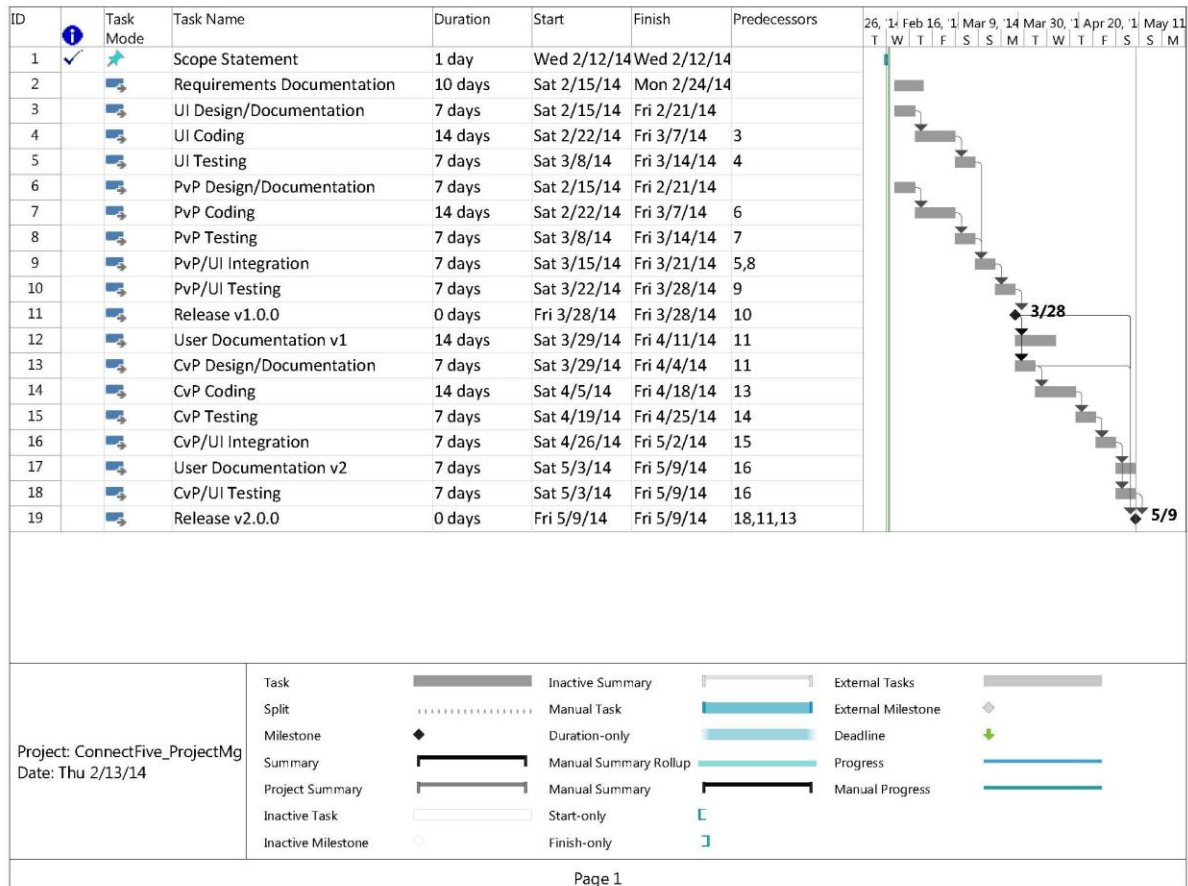 ID Task Mode Task Name Duration Start Finish Predecessors 26, '14 Feb 16, '14 Mar 9, '14 Mar 30, '1 Apr 20, '1 May 11
T W T F S S M T W T F S S M
1 Scope Statement 1 day Wed 2/12/14 Wed 2/12/14
2 Requirements Documentation 10 days Sat 2/15/14 Mon 2/24/14
3 UI Design/Documentation 7 days Sat 2/15/14 Fri 2/21/14
4 UI Coding 14 days Sat 2/22/14 Fri 3/7/14 3
5 UI Testing 7 days Sat 3/8/14 Fri 3/14/14 4
6 PvP Design/Documentation 7 days Sat 2/15/14 Fri 2/21/14
7 PvP Coding 14 days Sat 2/22/14 Fri 3/7/14 6
8 PvP Testing 7 days Sat 3/8/14 Fri 3/14/14 7
9 PvP/UI Integration 7 days Sat 3/15/14 Fri 3/21/14 5,8
10 PvP/UI Testing 7 days Sat 3/22/14 Fri 3/28/14 9
11 Release v1.0.0 0 days Fri 3/28/14 Fri 3/28/14 10 3/28
12 User Documentation v1 14 days Sat 3/29/14 Fri 4/11/14 11
13 CvP Design/Documentation 7 days Sat 3/29/14 Fri 4/4/14 11
14 CvP Coding 14 days Sat 4/5/14 Fri 4/18/14 13
15 CvP Testing 7 days Sat 4/19/14 Fri 4/25/14 14
16 CvP/UI Integration 7 days Sat 4/26/14 Fri 5/2/14 15
17 User Documentation v2 7 days Sat 5/3/14 Fri 5/9/14 16
18 CvP/UI Testing 7 days Sat 5/3/14 Fri 5/9/14 16
19 Release v2.0.0 0 days Fri 5/9/14 Fri 5/9/14 18,11,13 5/9
Project: ConnectFive_ProjectMg
Date: Thu 2/13/14
Task Inactive Summary External Tasks
Split Manual Task External Milestone
Milestone Duration-only Deadline
Summary Manual Summary Rollup Progress
Project Summary Manual Summary Manual Progress
Inactive Task Start-only
Inactive Milestone Finish-only
Page 1